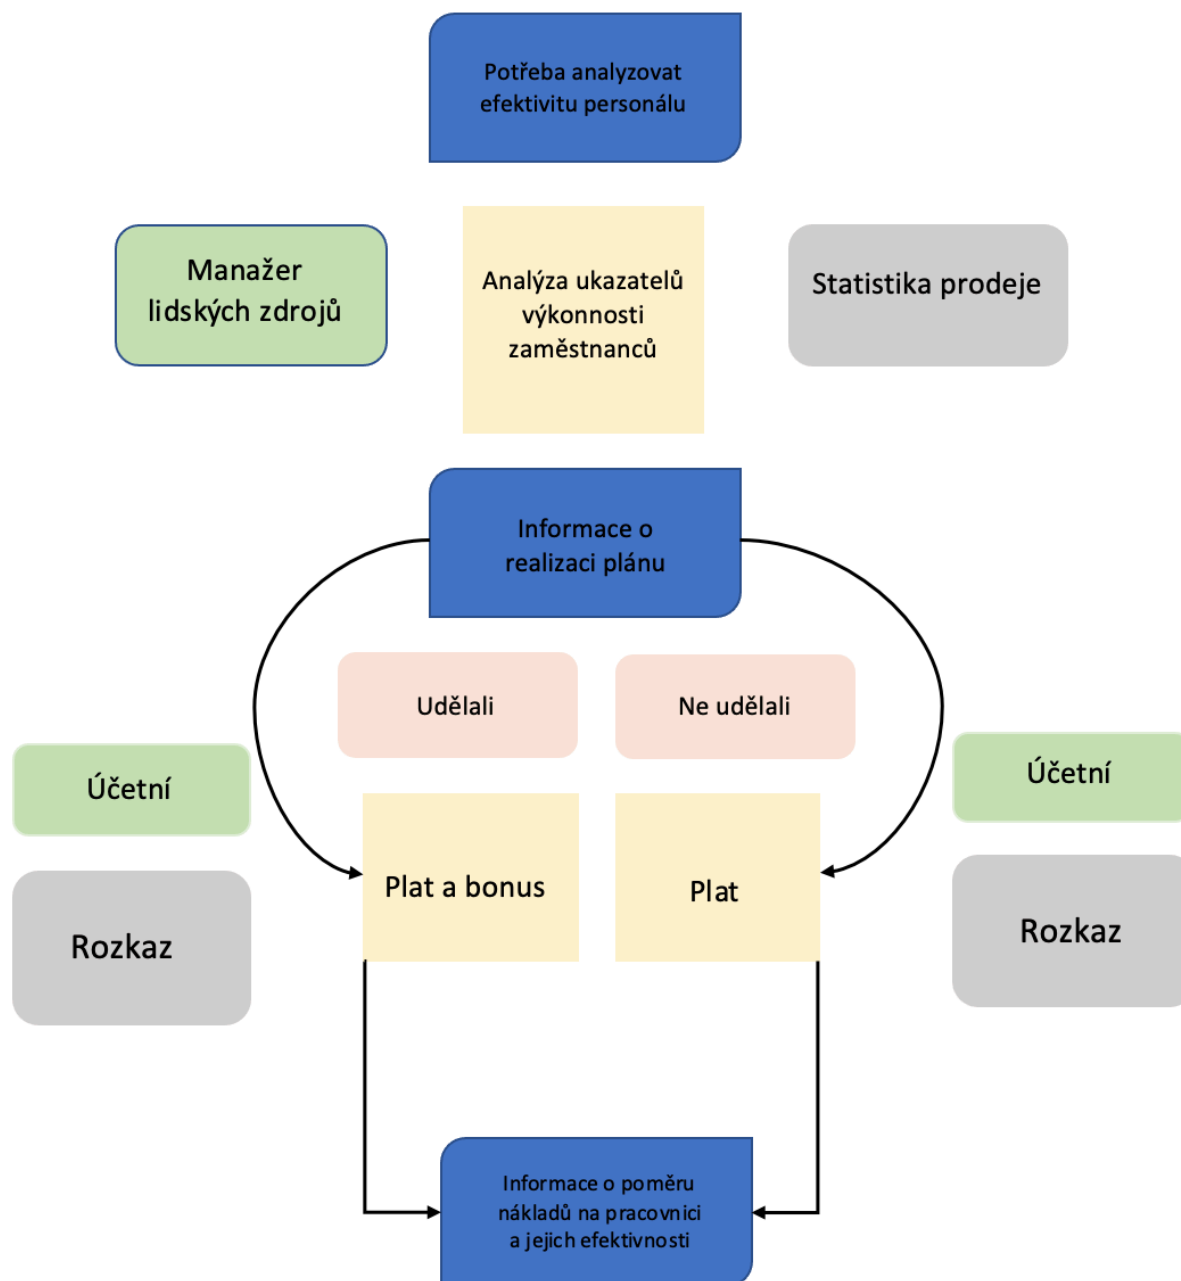 Potřeba analyzovat
efektivitu personálu
Manažer
lidských zdrojů
Analýza ukazatelů
výkonnosti
zaměstnanců
Statistika prodeje
Informace o
realizaci plánu
Udělali
Ne udělali
Účetní
Účetní
Plat a bonus
Plat
Rozkaz
Rozkaz
Informace o poměru
nákladů na pracovnici
a jejich efektivnosti